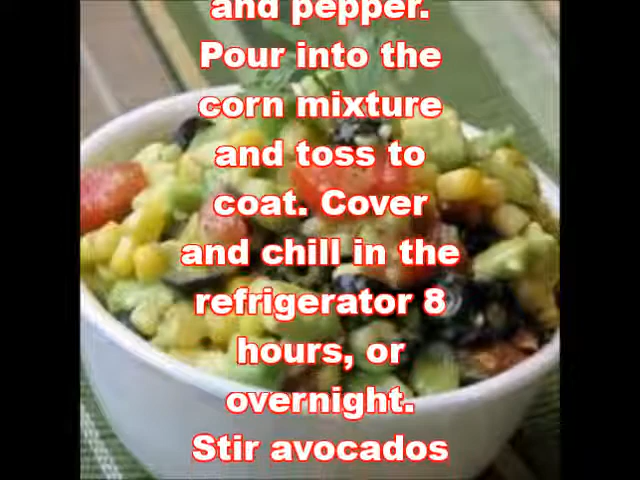 and pepper.
Pour into the
corn mixture
and toss to
coat. Cover
and chill in the
refrigerator 8
hours, or
overnight.
Stir avocados